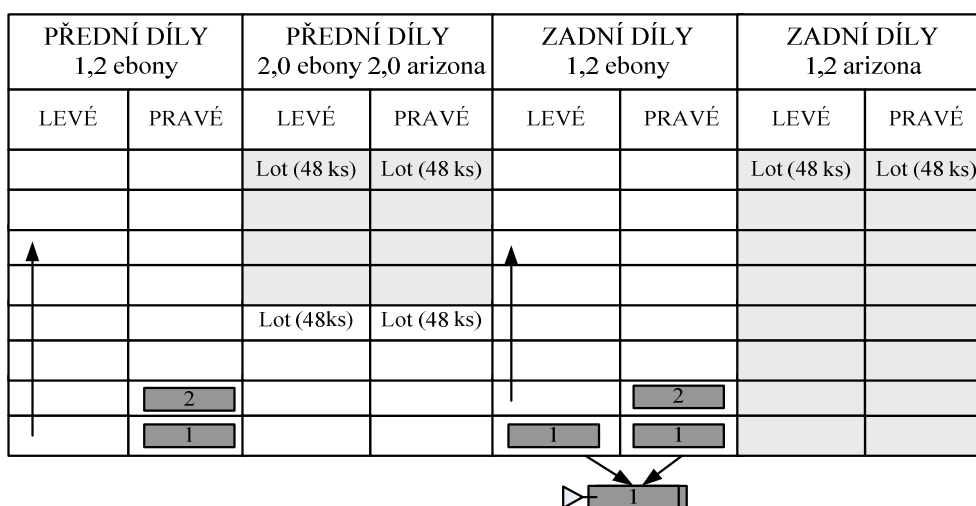 PŘEDNÍ DÍLY PŘEDNÍ DÍLY ZADNÍ DÍLY ZADNÍ DÍLY
1,2 ebony 2,0 ebony 2,0 arizona 1,2 ebony 1,2 arizona
LEVÉ PRAVÉ LEVÉ PRAVÉ LEVÉ PRAVÉ LEVÉ PRAVÉ
Lot (48 ks) Lot (48 ks) Lot (48 ks) Lot (48 ks)
Lot (48ks) Lot (48 ks)
2 2
1 1 1
1